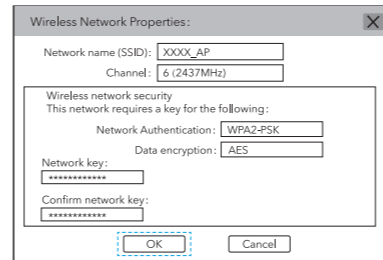 Wireless Network Properties:
Network name (SSID): XXXX_AP
Channel: 6 (2437MHz)
Wireless network security
This network requires a key for the following:
Network Authentication: WPA2-PSK
Data encryption: AES
Network key:
************
Confirm network key:
************
OK Cancel